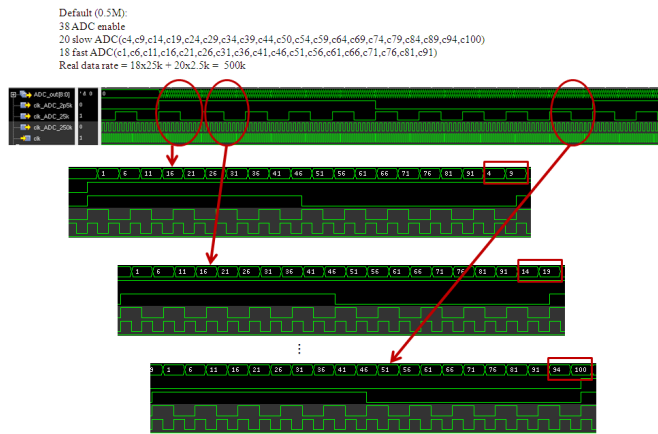 Default (0.5M):
38 ADC enable
20 slow ADC(c4,c9,c14,c19,c24,c29,c34,c39,c44,c50,c54,c59,c64,c69,c74,c79,c84,c89,c94,c100)
18 fast ADC(c1,c6,c11,c16,c21,c26,c31,c36,c41,c46,c51,c56,c61,c66,c71,c76,c81,c91)
Real data rate = 18x25k + 20x2.5k = 500k
ADC_out[8:0] 0
clk_ADC_2p5k 0
clk_ADC_25k 1
clk_ADC_250k 0
clk 1
1 6 11 16 21 26 31 36 41 46 51 56 61 66 71 76 81 91 4 9
1 6 11 16 21 26 31 36 41 46 51 56 61 66 71 76 81 91 14 19
⋮
9 1 6 11 16 21 26 31 36 41 46 51 56 61 66 71 76 81 91 94 100